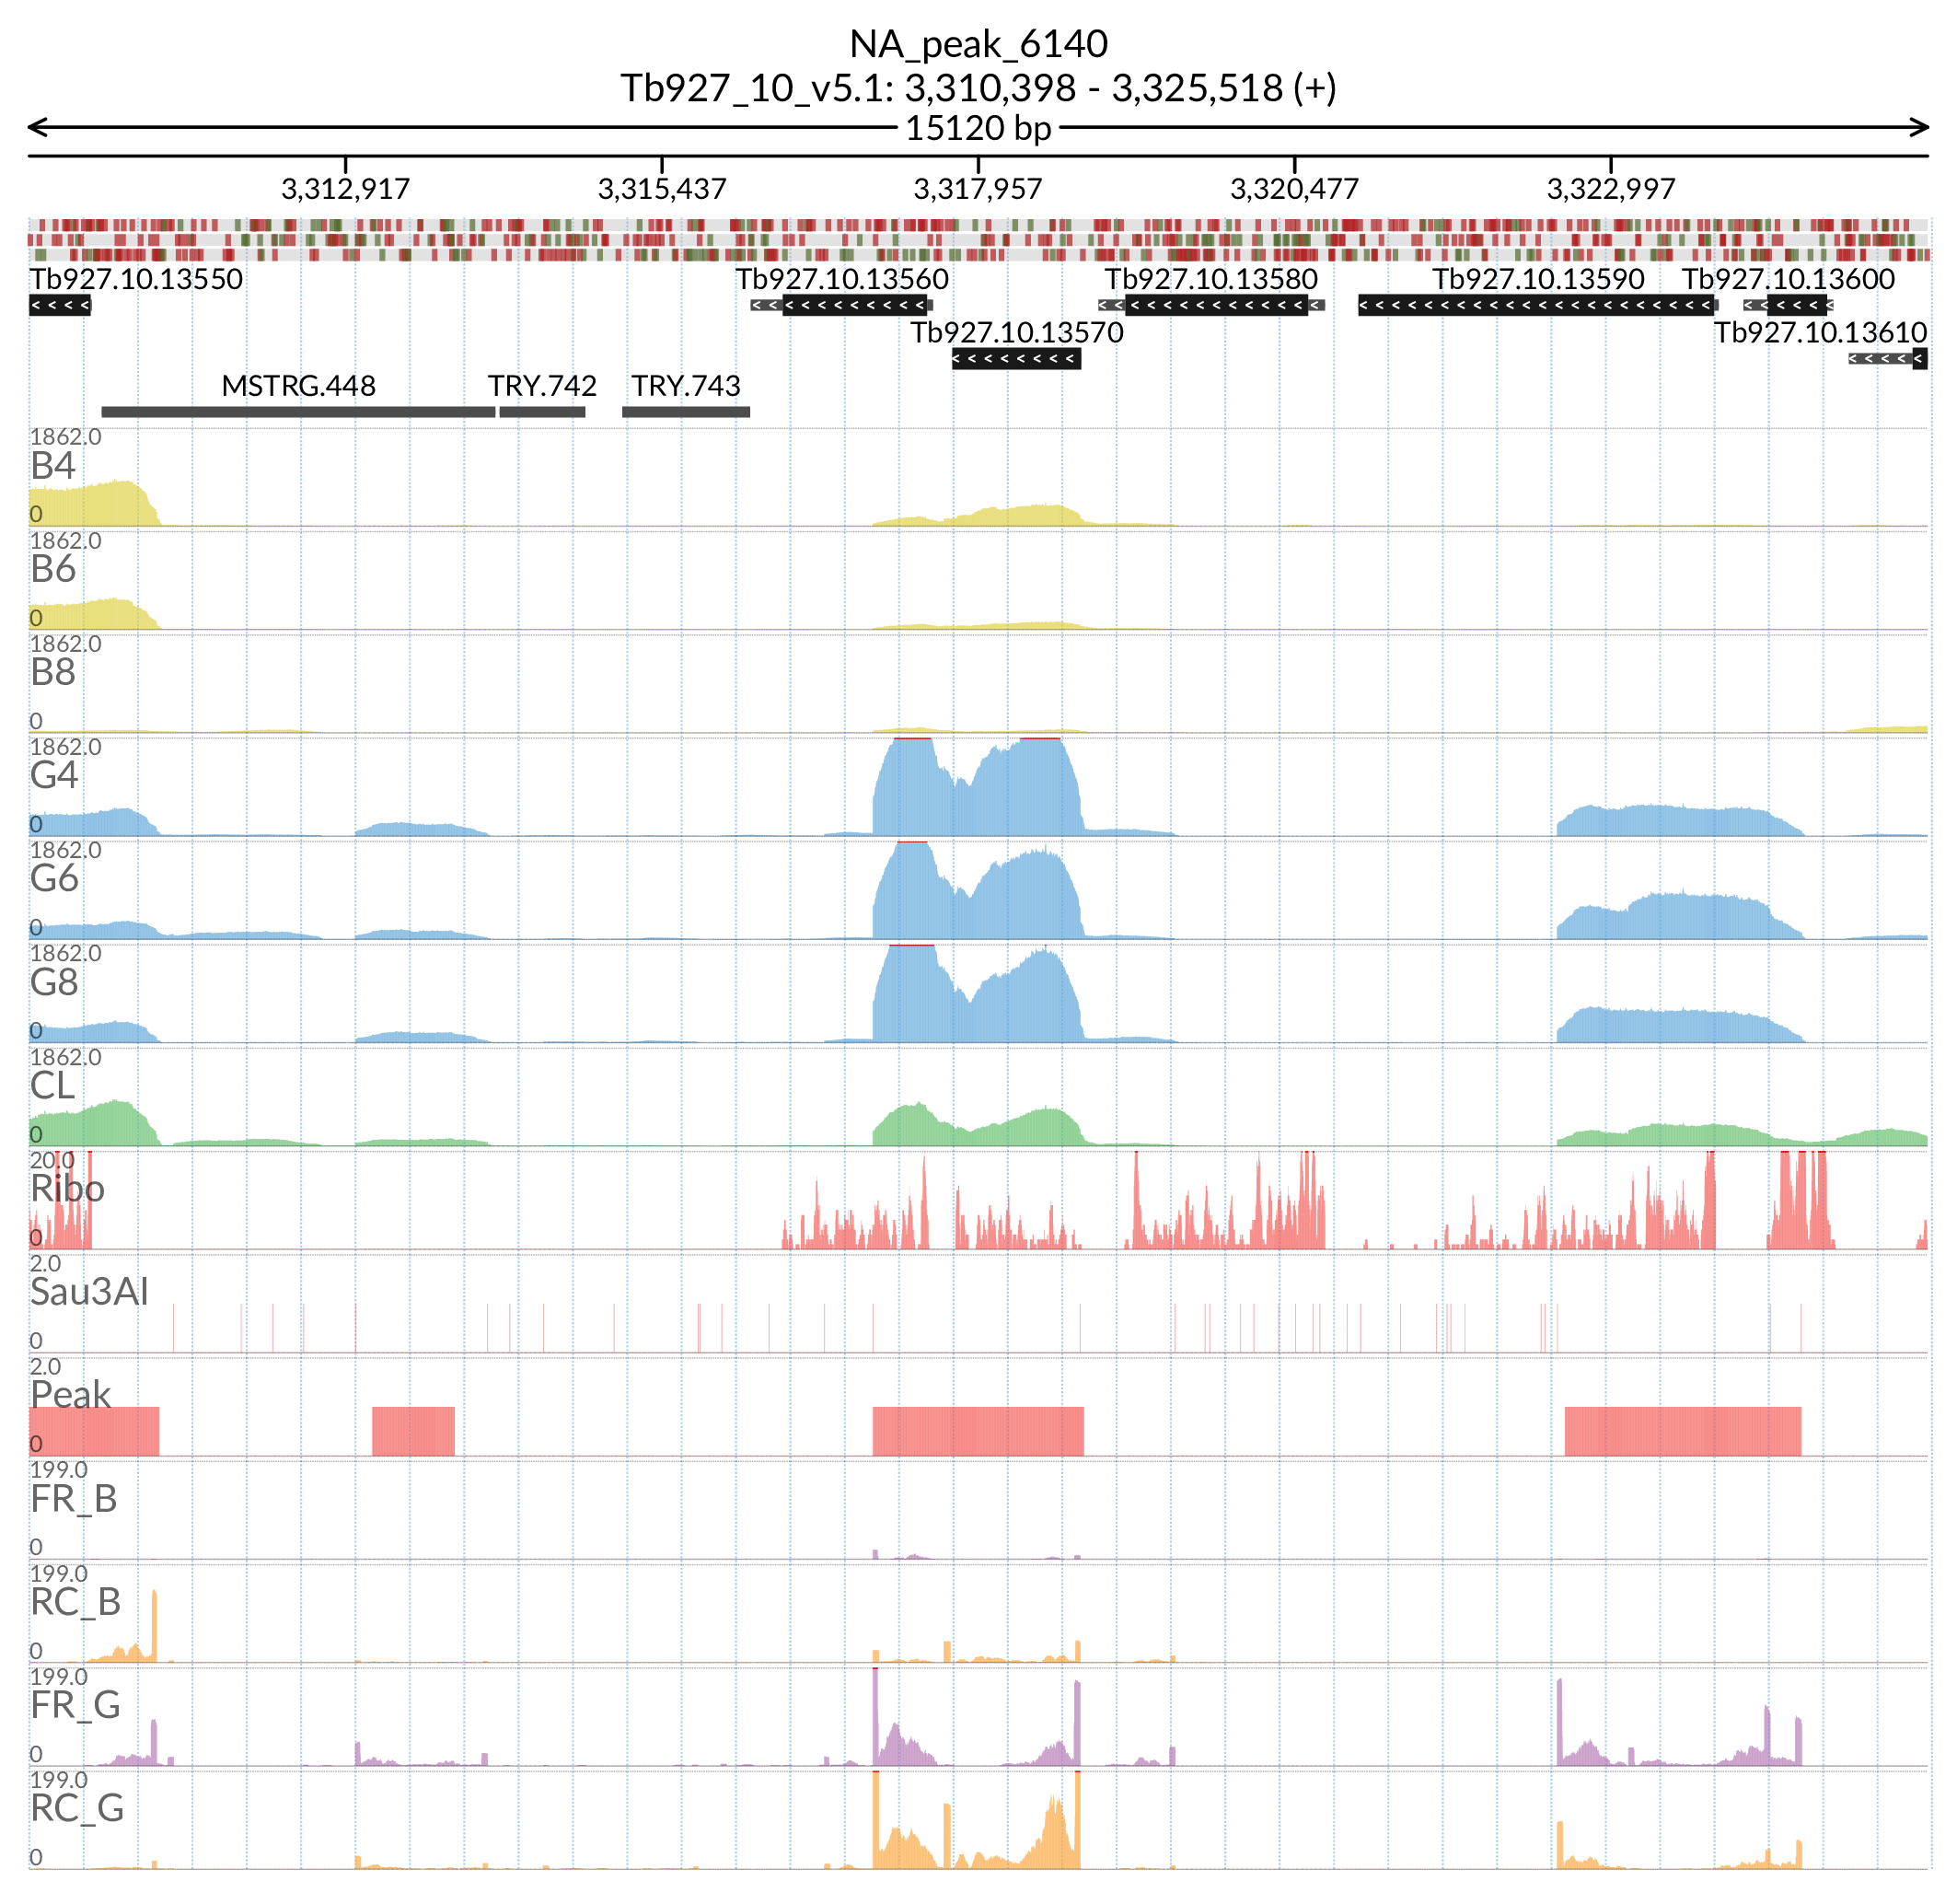 NA_peak_6140
Tb927_10_v5.1: 3,310,398 - 3,325,518 (+)
15120 bp
3,312,917 3,315,437 3,317,957 3,320,477 3,322,997
Tb927.10.13550 Tb927.10.13560 Tb927.10.13580 Tb927.10.13590 Tb927.10.13600
Tb927.10.13570 Tb927.10.13610
MSTRG.448 TRY.742 TRY.743
1862.0
B4
0
1862.0
B6
0
1862.0
B8
0
1862.0
G4
0
1862.0
G6
0
1862.0
G8
0
1862.0
CL
0
20.0
Ribo
0
2.0
Sau3AI
0
2.0
Peak
0
199.0
FR_B
0
199.0
RC_B
0
199.0
FR_G
0
199.0
RC_G
0